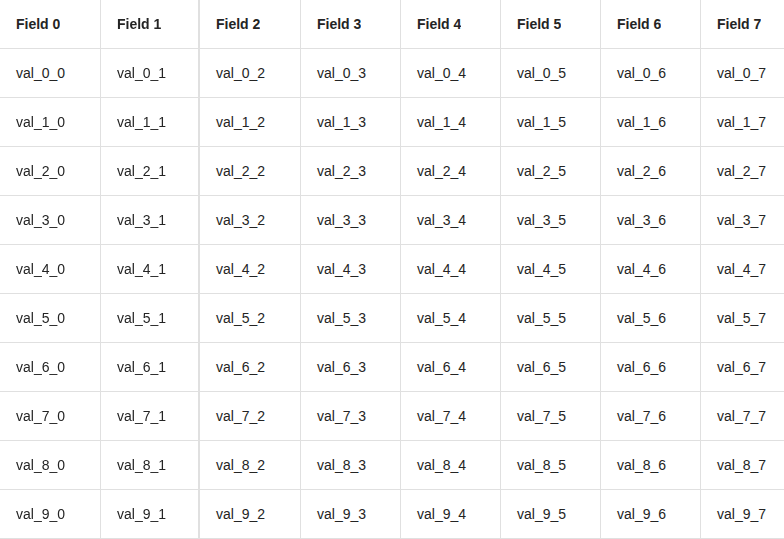 Field 0 Field 1 Field 2 Field 3 Field 4 Field 5 Field 6 Field 7
val_0_0 val_0_1 val_0_2 val_0_3 val_0_4 val_0_5 val_0_6 val_0_7
val_1_0 val_1_1 val_1_2 val_1_3 val_1_4 val_1_5 val_1_6 val_1_7
val_2_0 val_2_1 val_2_2 val_2_3 val_2_4 val_2_5 val_2_6 val_2_7
val_3_0 val_3_1 val_3_2 val_3_3 val_3_4 val_3_5 val_3_6 val_3_7
val_4_0 val_4_1 val_4_2 val_4_3 val_4_4 val_4_5 val_4_6 val_4_7
val_5_0 val_5_1 val_5_2 val_5_3 val_5_4 val_5_5 val_5_6 val_5_7
val_6_0 val_6_1 val_6_2 val_6_3 val_6_4 val_6_5 val_6_6 val_6_7
val_7_0 val_7_1 val_7_2 val_7_3 val_7_4 val_7_5 val_7_6 val_7_7
val_8_0 val_8_1 val_8_2 val_8_3 val_8_4 val_8_5 val_8_6 val_8_7
val_9_0 val_9_1 val_9_2 val_9_3 val_9_4 val_9_5 val_9_6 val_9_7